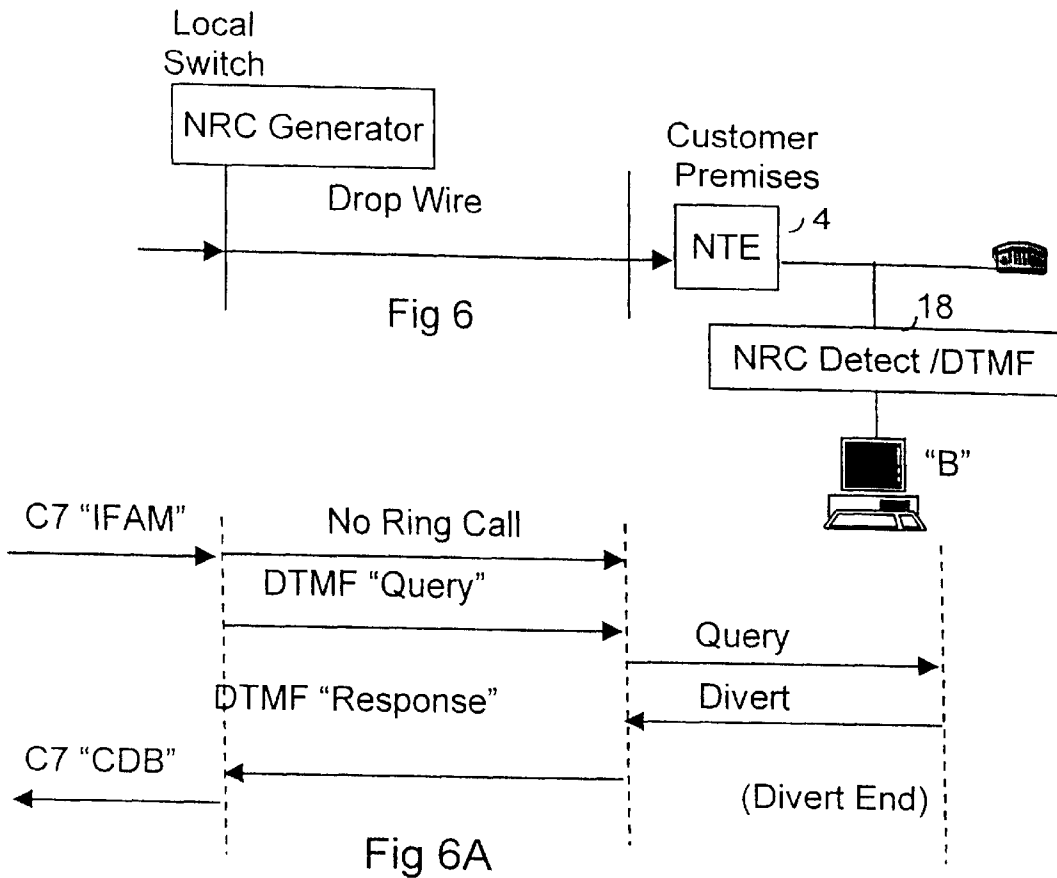 Local
Switch
NRC Generator
Drop Wire
Customer
Premises
NTE
4
Fig 6
18
NRC Detect /DTMF
“B”
C7 “IFAM”
No Ring Call
DTMF “Query”
Query
DTMF “Response”
Divert
C7 “CDB”
(Divert End)
Fig 6A